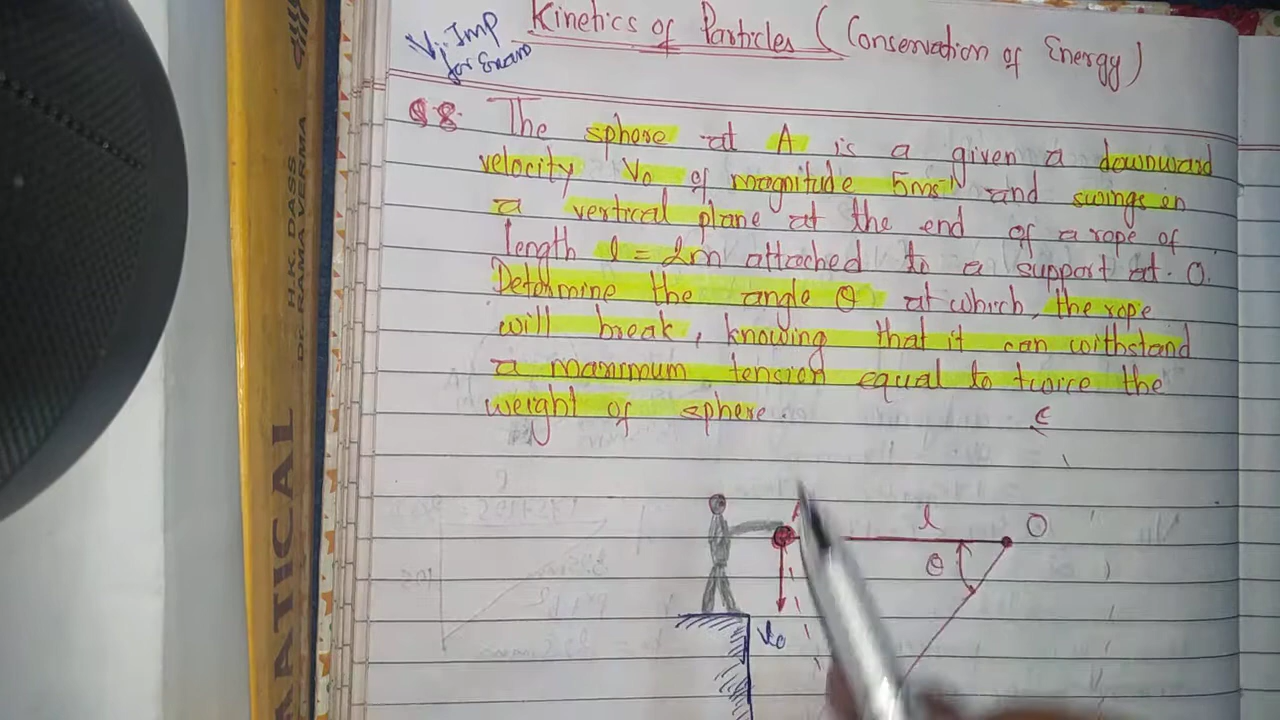 Kinetics of Particles (Conservation of Energy)
V. Imp
for Exam
Q8. The sphere at A is a given a downward
velocity V₀ of magnitude 5ms⁻¹ and swings in
a vertical plane at the end of a rope of
length l = 2m attached to a support at O.
Determine the angle θ at which the rope
will break, knowing that it can withstand
a maximum tension equal to twice the
weight of sphere.
C
A
l
O
θ
V₀
H.K. DASS
DR. RAMA VERMA
MATICAL